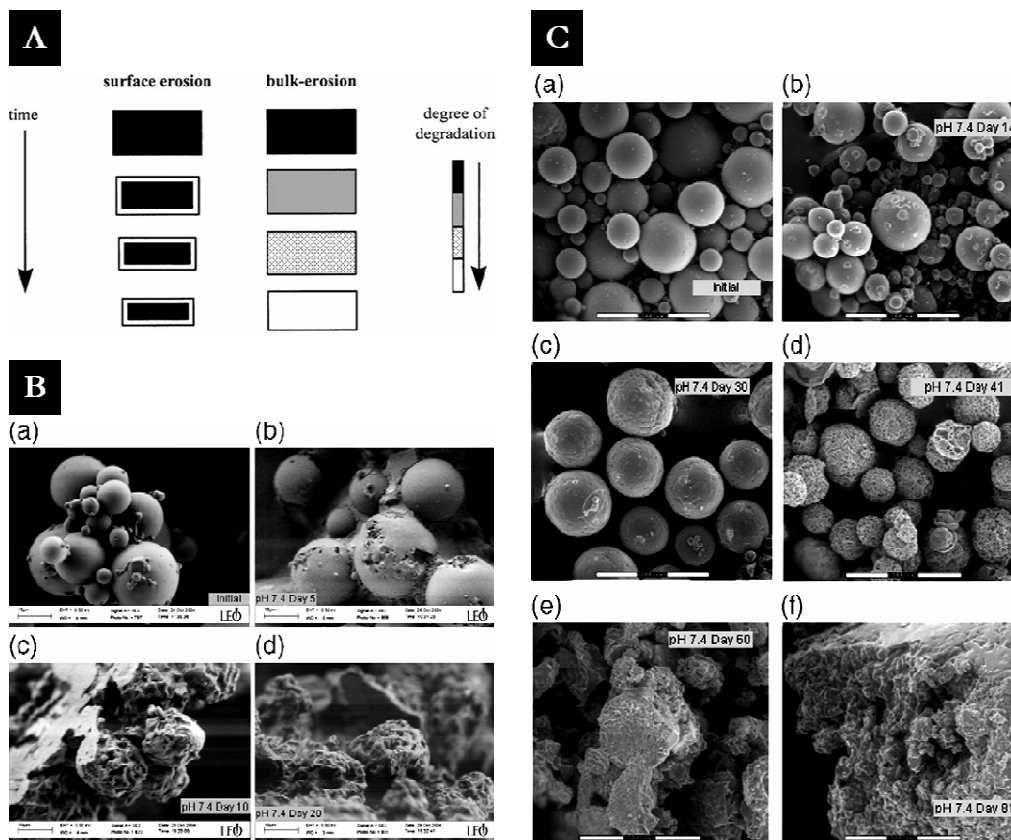 A
surface erosion
bulk-erosion
time
degree of
degradation
B
(a)
(b)
Initial
LEO
pH 7.4 Day 5
LEO
(c)
(d)
pH 7.4 Day 10
LEO
pH 7.4 Day 20
LEO
C
(a)
(b)
Initial
pH 7.4 Day 14
(c)
(d)
pH 7.4 Day 30
pH 7.4 Day 41
(e)
(f)
pH 7.4 Day 60
pH 7.4 Day 81